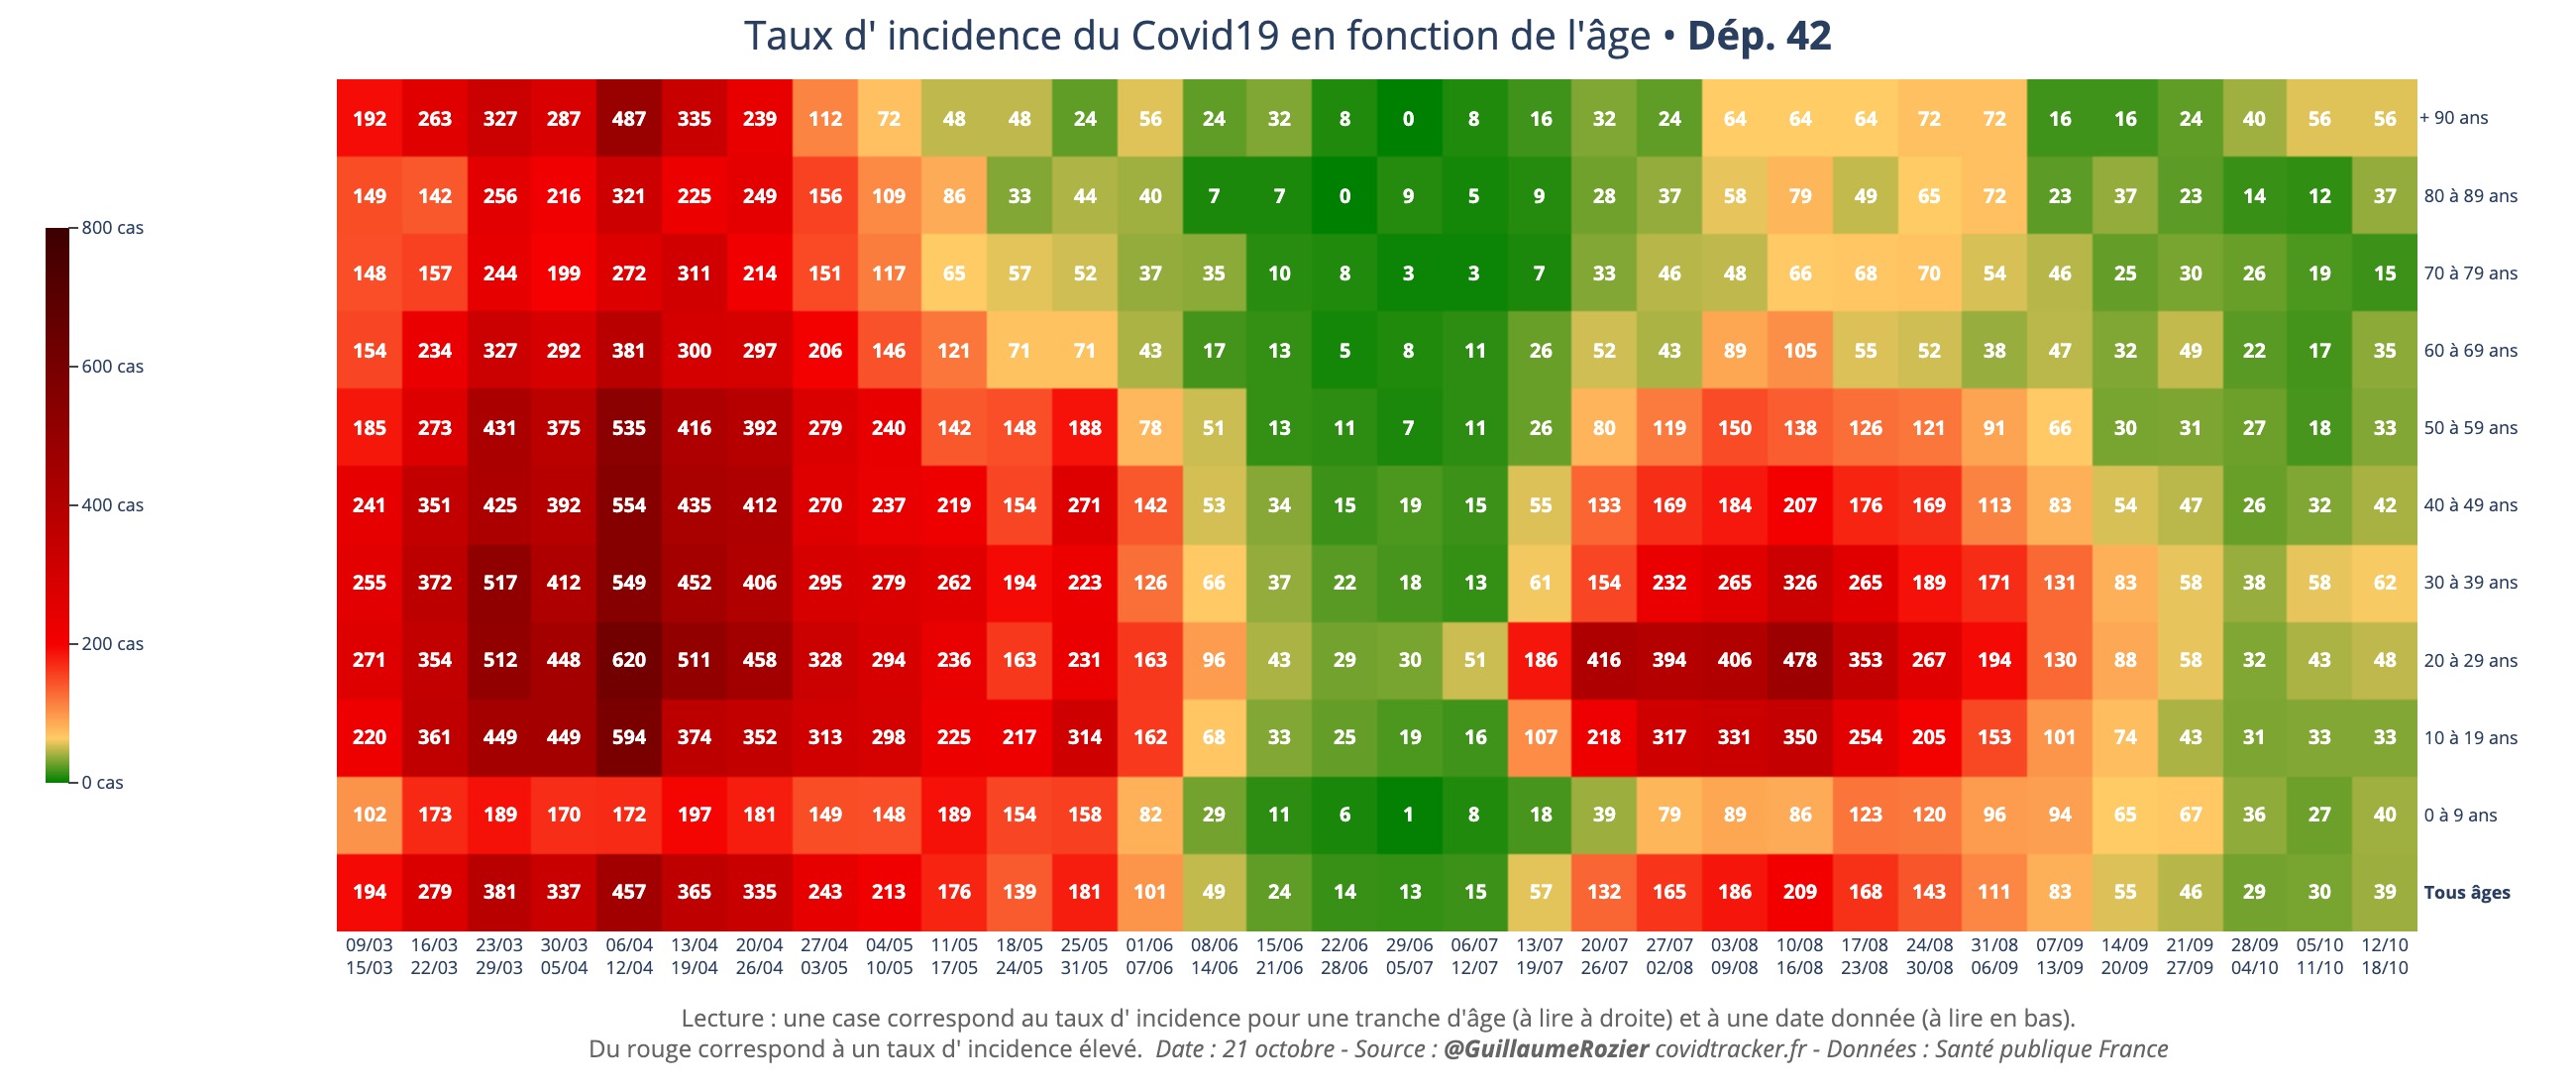 Taux d' incidence du Covid19 en fonction de l'âge • Dép. 42
192 263 327 287 487 335 239 112 72 48 48 24 56 24 32 8 0 8 16 32 24 64 64 64 72 72 16 16 24 40 56 56 + 90 ans
149 142 256 216 321 225 249 156 109 86 33 44 40 7 7 0 9 5 9 28 37 58 79 49 65 72 23 37 23 14 12 37 80 à 89 ans
800 cas
148 157 244 199 272 311 214 151 117 65 57 52 37 35 10 8 3 3 7 33 46 48 66 68 70 54 46 25 30 26 19 15 70 à 79 ans
154 234 327 292 381 300 297 206 146 121 71 71 43 17 13 5 8 11 26 52 43 89 105 55 52 38 47 32 49 22 17 35 60 à 69 ans
600 cas
185 273 431 375 535 416 392 279 240 142 148 188 78 51 13 11 7 11 26 80 119 150 138 126 121 91 66 30 31 27 18 33 50 à 59 ans
400 cas
241 351 425 392 554 435 412 270 237 219 154 271 142 53 34 15 19 15 55 133 169 184 207 176 169 113 83 54 47 26 32 42 40 à 49 ans
255 372 517 412 549 452 406 295 279 262 194 223 126 66 37 22 18 13 61 154 232 265 326 265 189 171 131 83 58 38 58 62 30 à 39 ans
200 cas
271 354 512 448 620 511 458 328 294 236 163 231 163 96 43 29 30 51 186 416 394 406 478 353 267 194 130 88 58 32 43 48 20 à 29 ans
220 361 449 449 594 374 352 313 298 225 217 314 162 68 33 25 19 16 107 218 317 331 350 254 205 153 101 74 43 31 33 33 10 à 19 ans
0 cas
102 173 189 170 172 197 181 149 148 189 154 158 82 29 11 6 1 8 18 39 79 89 86 123 120 96 94 65 67 36 27 40 0 à 9 ans
194 279 381 337 457 365 335 243 213 176 139 181 101 49 24 14 13 15 57 132 165 186 209 168 143 111 83 55 46 29 30 39 Tous âges
09/03 16/03 23/03 30/03 06/04 13/04 20/04 27/04 04/05 11/05 18/05 25/05 01/06 08/06 15/06 22/06 29/06 06/07 13/07 20/07 27/07 03/08 10/08 17/08 24/08 31/08 07/09 14/09 21/09 28/09 05/10 12/10
15/03 22/03 29/03 05/04 12/04 19/04 26/04 03/05 10/05 17/05 24/05 31/05 07/06 14/06 21/06 28/06 05/07 12/07 19/07 26/07 02/08 09/08 16/08 23/08 30/08 06/09 13/09 20/09 27/09 04/10 11/10 18/10
Lecture : une case correspond au taux d' incidence pour une tranche d'âge (à lire à droite) et à une date donnée (à lire en bas).
Du rouge correspond à un taux d' incidence élevé. Date : 21 octobre - Source : @GuillaumeRozier covidtracker.fr - Données : Santé publique France